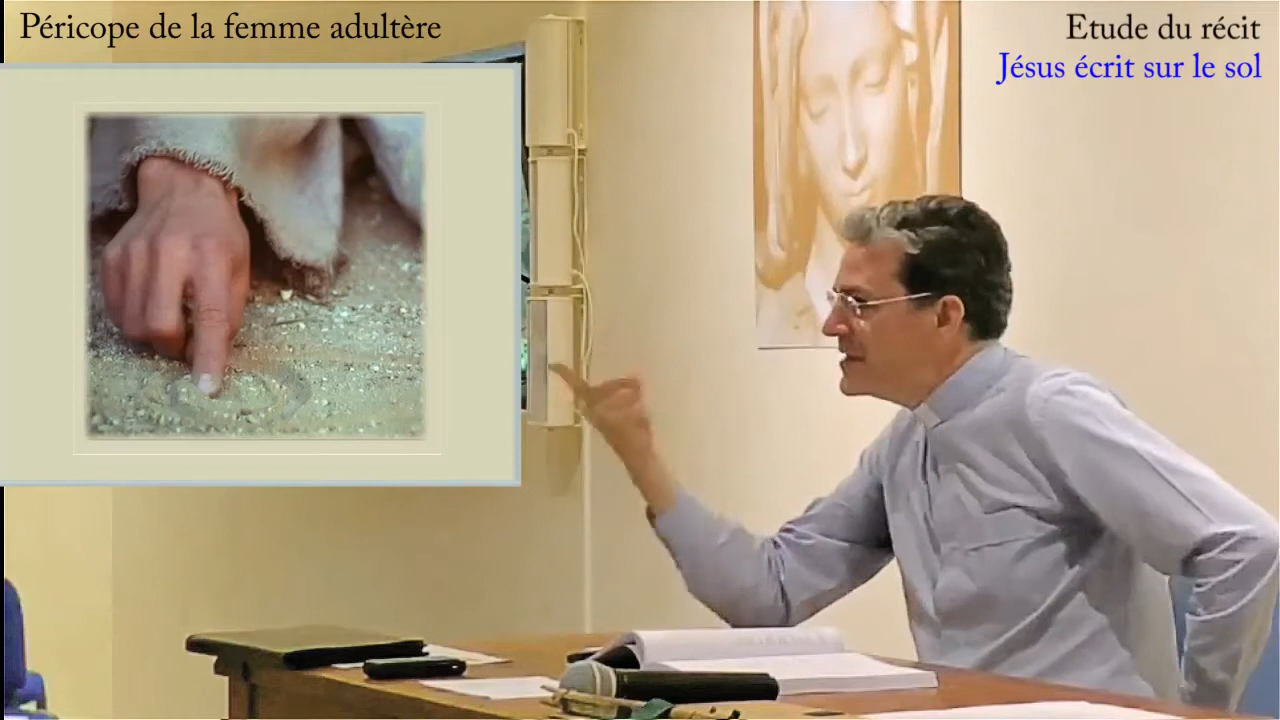 Péricope de la femme adultère
Etude du récit
Jésus écrit sur le sol